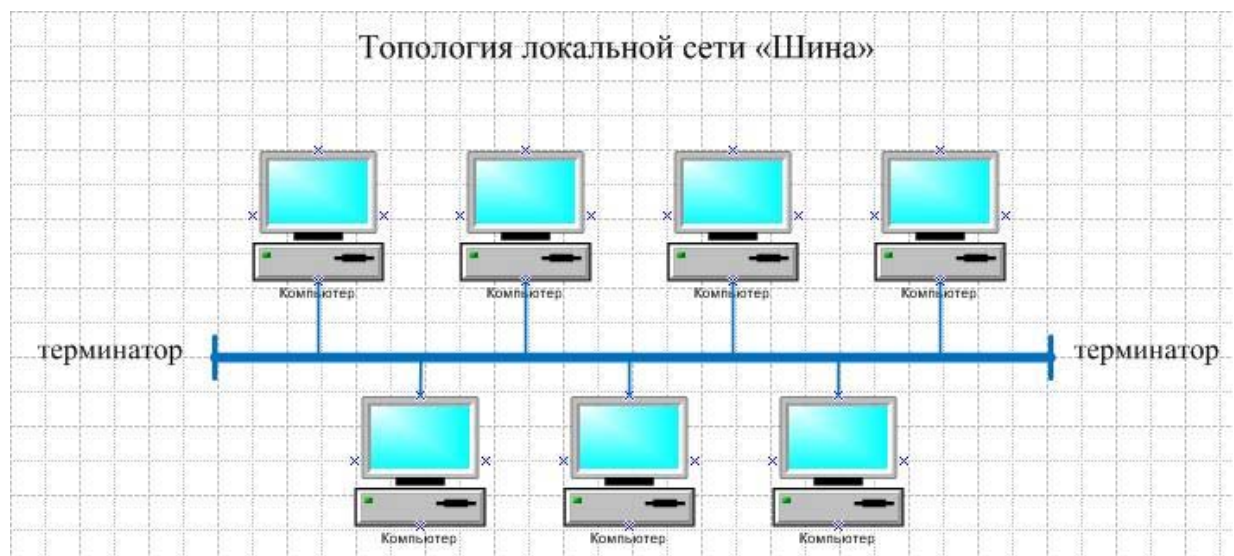 Топология локальной сети «Шина»
Компьютер Компьютер Компьютер Компьютер
терминатор терминатор
Компьютер Компьютер Компьютер